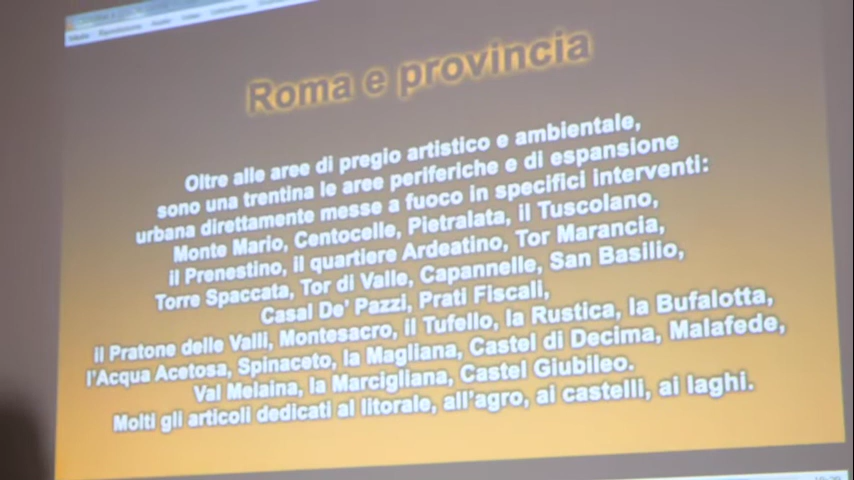 Roma e provincia
Oltre alle aree di pregio artistico e ambientale,
sono una trentina le aree periferiche e di espansione
urbana direttamente messe a fuoco in specifici interventi:
Monte Mario, Centocelle, Pietralata, il Tuscolano,
il Prenestino, il quartiere Ardeatino, Tor Marancia,
Torre Spaccata, Tor di Valle, Capannelle, San Basilio,
Casal De' Pazzi, Prati Fiscali,
il Pratone delle Valli, Montesacro, il Tufello, la Rustica, la Bufalotta,
l'Acqua Acetosa, Spinaceto, la Magliana, Castel di Decima, Malafede,
Val Melaina, la Marcigliana, Castel Giubileo.
Molti gli articoli dedicati al litorale, all'agro, ai castelli, ai laghi.